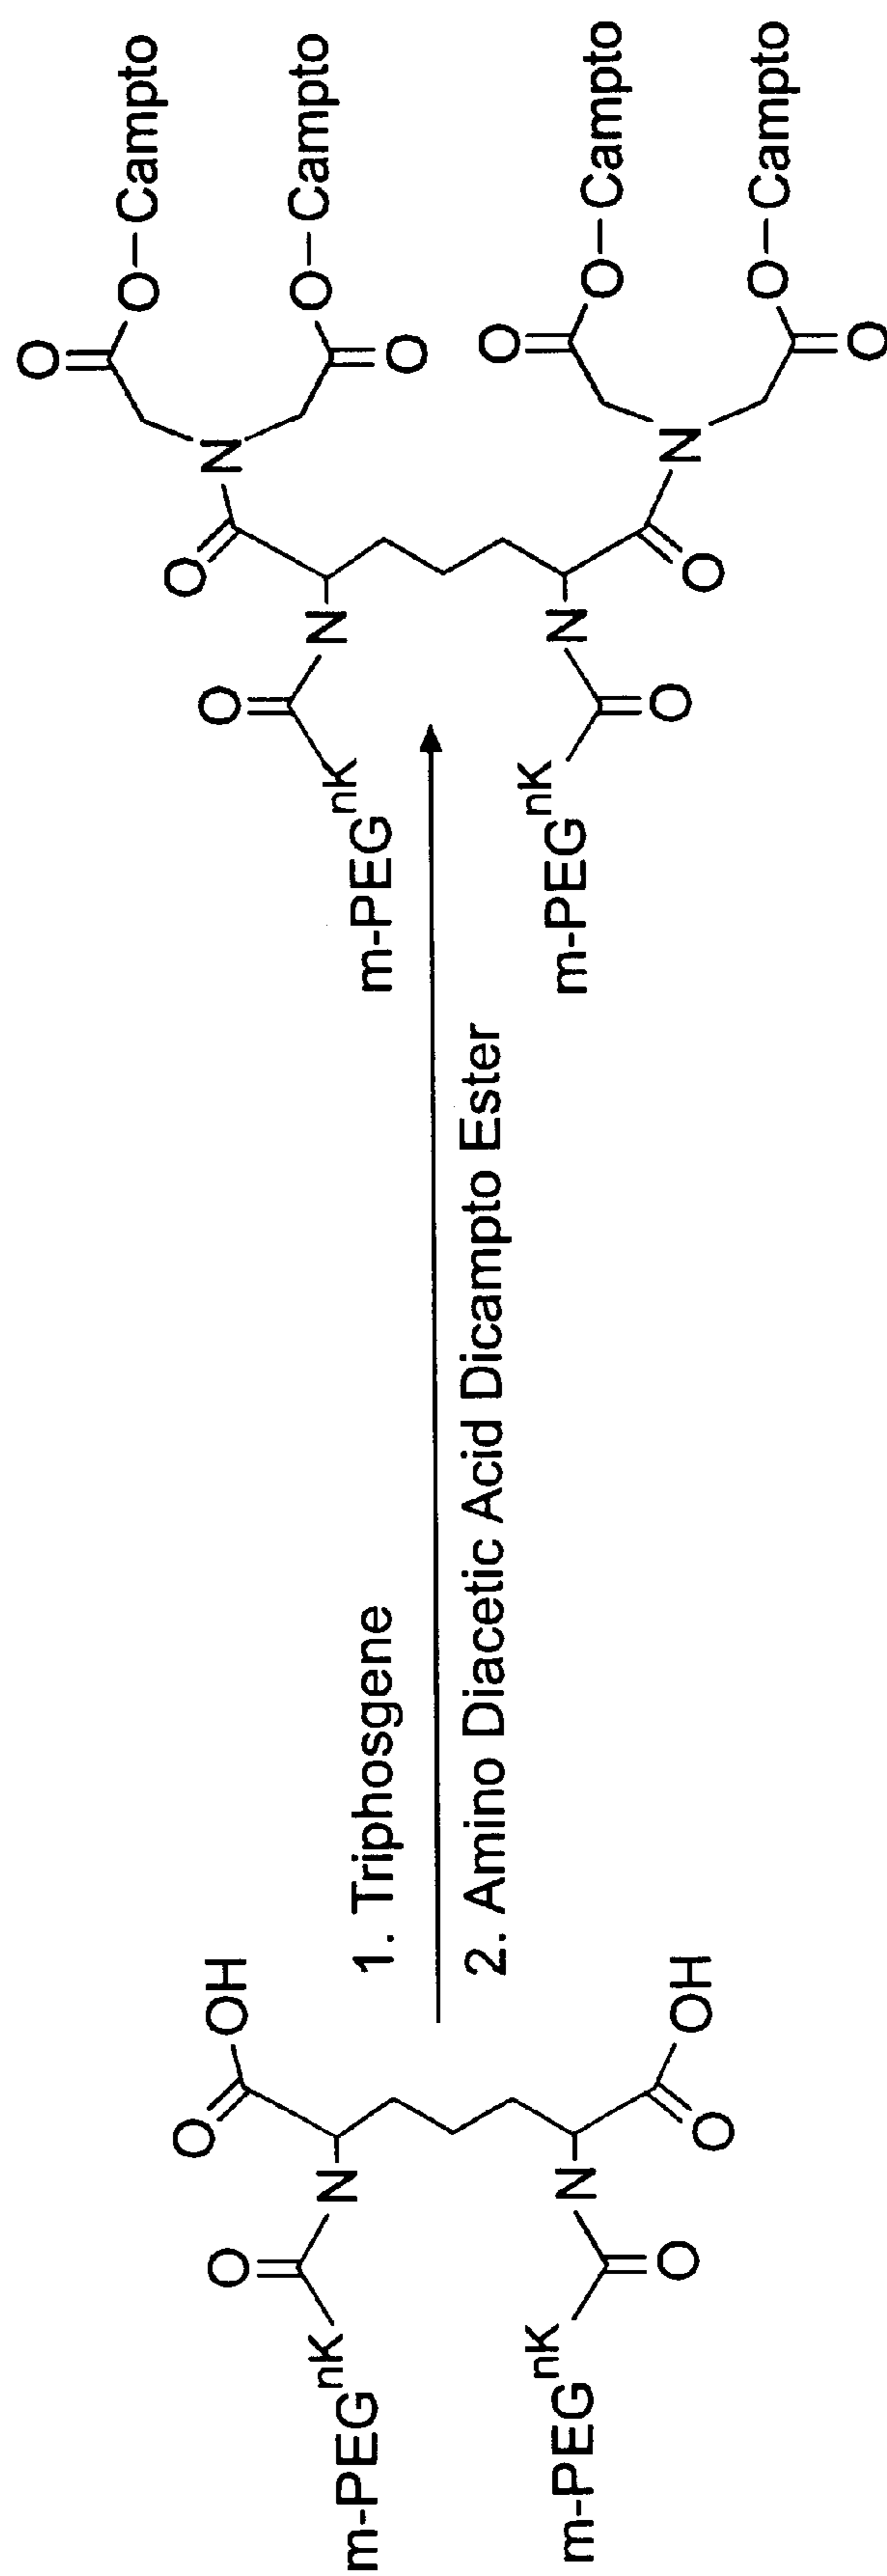 m-PEG^nK
O
N
O
OH
m-PEG^nK
O
N
O
OH
1. Triphosgene
2. Amino Diacetic Acid Dicampto Ester
m-PEG^nK
O
N
O
N
O
O-Campto
O
O-Campto
m-PEG^nK
O
N
O
N
O
O-Campto
O
O-Campto